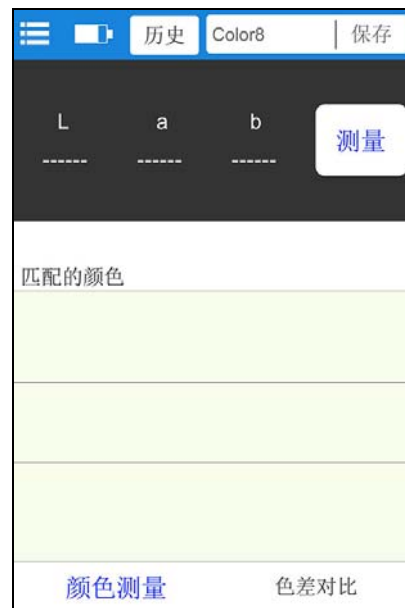 历史 Color8 保存
L a b
------ ------ ------ 测量
匹配的颜色
颜色测量 色差对比